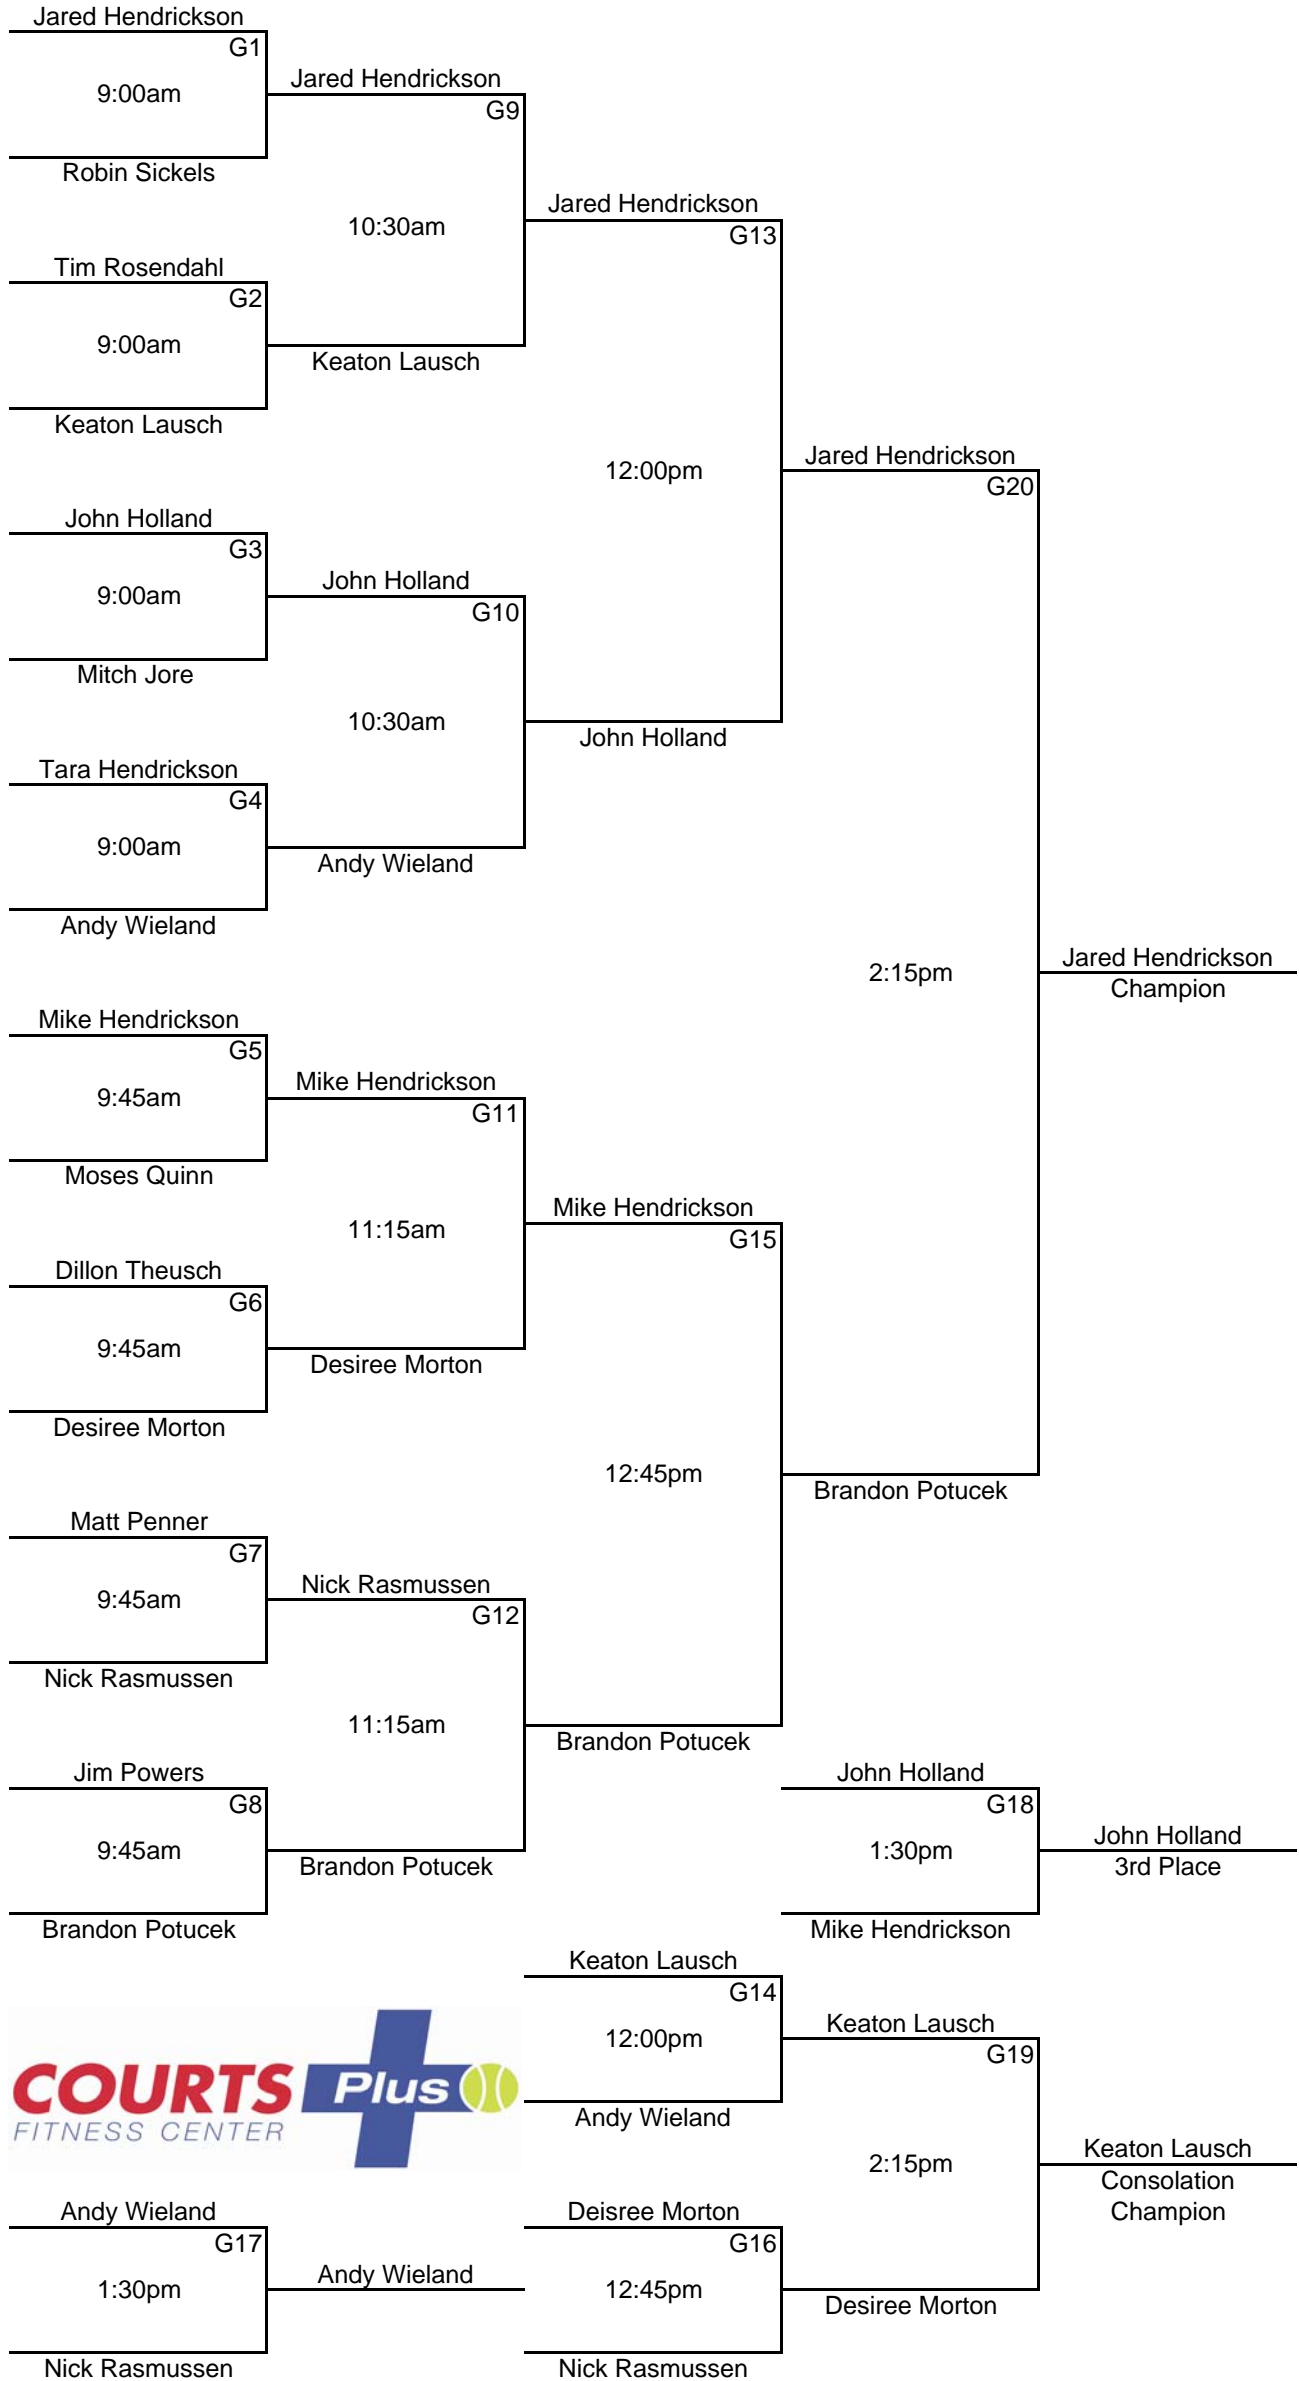 Jared Hendrickson
G1
9:00am
Robin Sickels
Jared Hendrickson
G9
10:30am
Tim Rosendahl
G2
9:00am
Keaton Lausch
Keaton Lausch
Jared Hendrickson
G13
12:00pm
John Holland
G3
9:00am
Mitch Jore
John Holland
G10
10:30am
Tara Hendrickson
G4
9:00am
Andy Wieland
Andy Wieland
John Holland
Jared Hendrickson
G20
2:15pm
Jared Hendrickson
Champion
Mike Hendrickson
G5
9:45am
Moses Quinn
Mike Hendrickson
G11
11:15am
Dillon Theusch
G6
9:45am
Desiree Morton
Desiree Morton
Mike Hendrickson
G15
12:45pm
Brandon Potucek
Matt Penner
G7
9:45am
Nick Rasmussen
Nick Rasmussen
G12
11:15am
Brandon Potucek
Jim Powers
G8
9:45am
Brandon Potucek
Brandon Potucek
John Holland
G18
1:30pm
Mike Hendrickson
John Holland
3rd Place
Keaton Lausch
G14
12:00pm
Andy Wieland
Keaton Lausch
G19
2:15pm
Keaton Lausch
Consolation
Champion
COURTS Plus
FITNESS CENTER
Andy Wieland
G17
1:30pm
Nick Rasmussen
Andy Wieland
Deisree Morton
G16
12:45pm
Nick Rasmussen
Desiree Morton